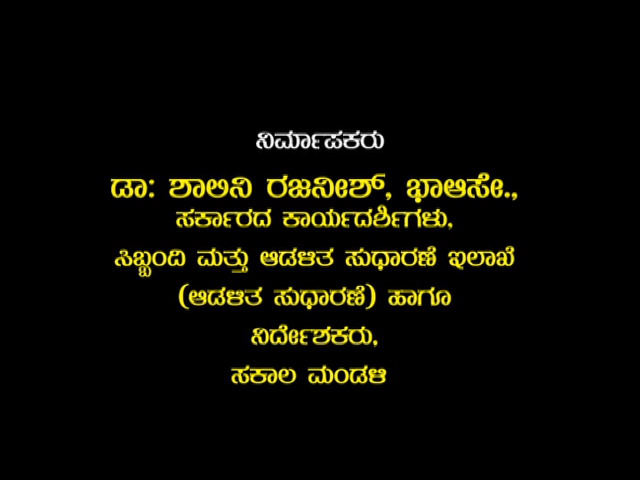 ನಿರ್ಮಾಪಕರು
ಡಾ: ಶಾಲಿನಿ ರಜನೀಶ್, ಭಾಆಸೇ.,
ಸರ್ಕಾರದ ಕಾರ್ಯದರ್ಶಿಗಳು,
ಸಿಬ್ಬಂದಿ ಮತ್ತು ಆಡಳಿತ ಸುಧಾರಣೆ ಇಲಾಖೆ
(ಆಡಳಿತ ಸುಧಾರಣೆ) ಹಾಗೂ
ನಿರ್ದೇಶಕರು,
ಸಕಾಲ ಮಂಡಳಿ